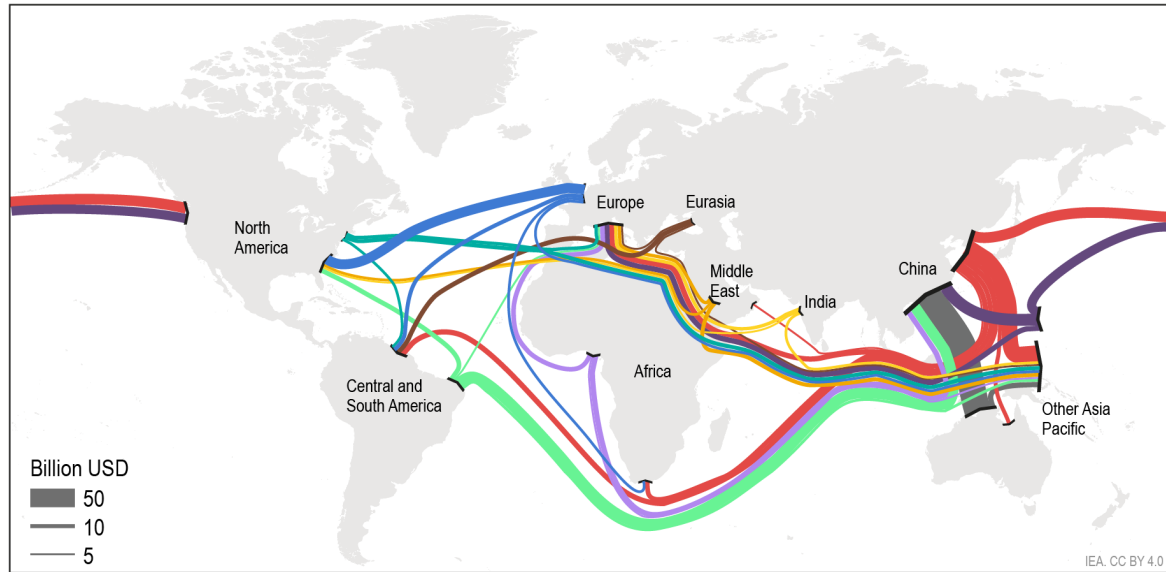 North
America
Europe
Eurasia
Middle
East
India
China
Africa
Central and
South America
Other Asia
Pacific
Billion USD
50
10
5
IEA. CC BY 4.0